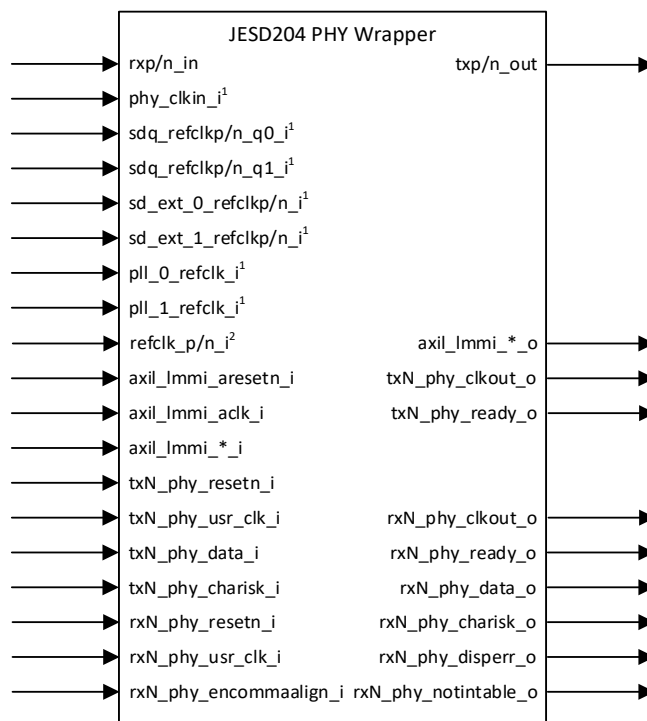 JESD204 PHY Wrapper
rxp/n_in txp/n_out
phy_clkin_i¹
sdq_refclkp/n_q0_i¹
sdq_refclkp/n_q1_i¹
sd_ext_0_refclkp/n_i¹
sd_ext_1_refclkp/n_i¹
pll_0_refclk_i¹
pll_1_refclk_i¹
refclk_p/n_i² axil_lmmi_*_o
axil_lmmi_aresetn_i txN_phy_clkout_o
axil_lmmi_aclk_i txN_phy_ready_o
axil_lmmi_*_i
txN_phy_resetn_i
txN_phy_usr_clk_i rxN_phy_clkout_o
txN_phy_data_i rxN_phy_ready_o
txN_phy_charisk_i rxN_phy_data_o
rxN_phy_resetn_i rxN_phy_charisk_o
rxN_phy_usr_clk_i rxN_phy_disperr_o
rxN_phy_encommaalign_i rxN_phy_notintable_o